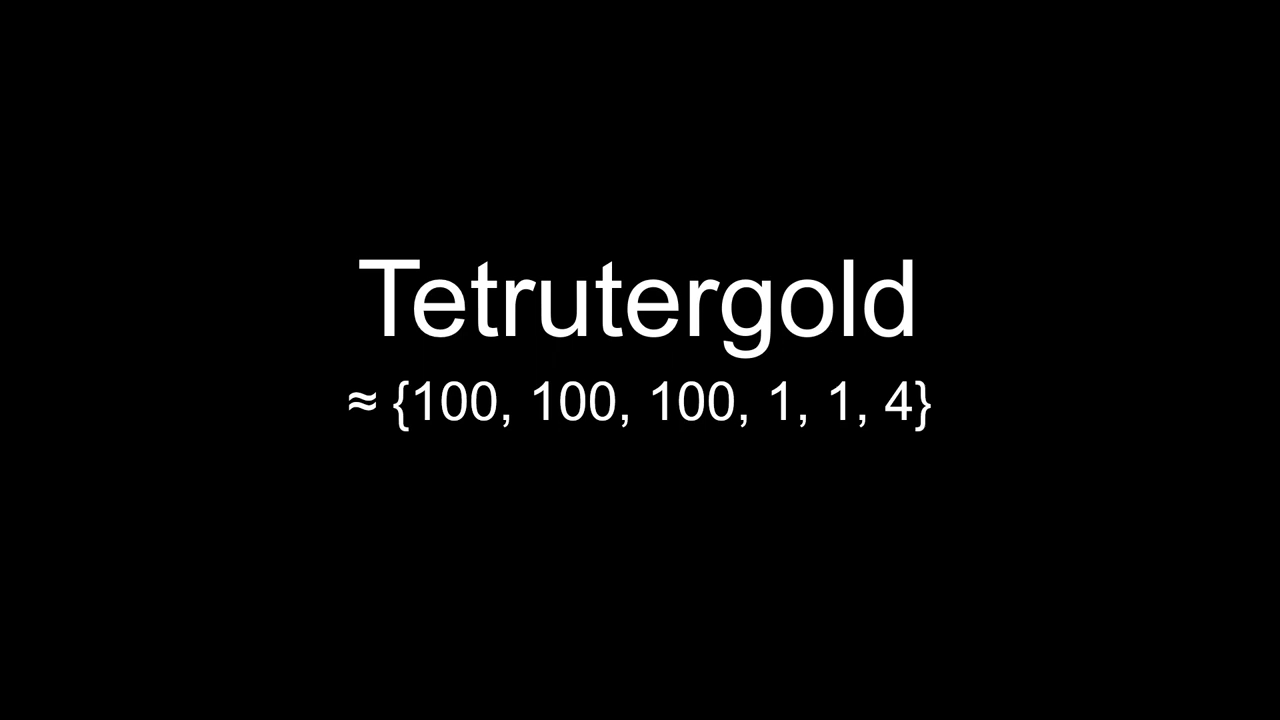 Tetrutergold
≈ {100, 100, 100, 1, 1, 4}